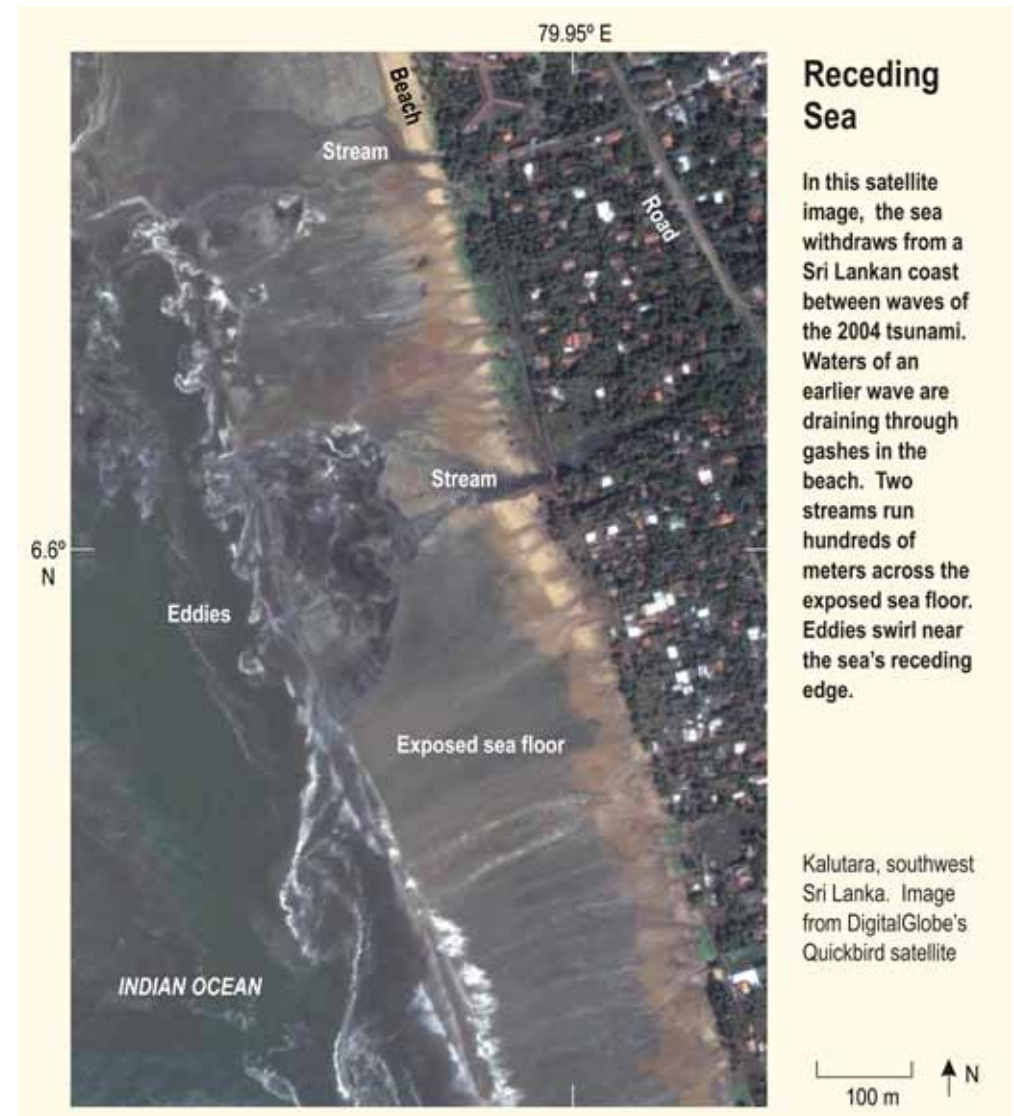 79.95º E
Beach
Stream
Road
Stream
6.6º
N
Eddies
Exposed sea floor
INDIAN OCEAN
Receding
Sea
In this satellite
image, the sea
withdraws from a
Sri Lankan coast
between waves of
the 2004 tsunami.
Waters of an
earlier wave are
draining through
gashes in the
beach. Two
streams run
hundreds of
meters across the
exposed sea floor.
Eddies swirl near
the sea's receding
edge.
Kalutara, southwest
Sri Lanka. Image
from DigitalGlobe's
Quickbird satellite
100 m
N